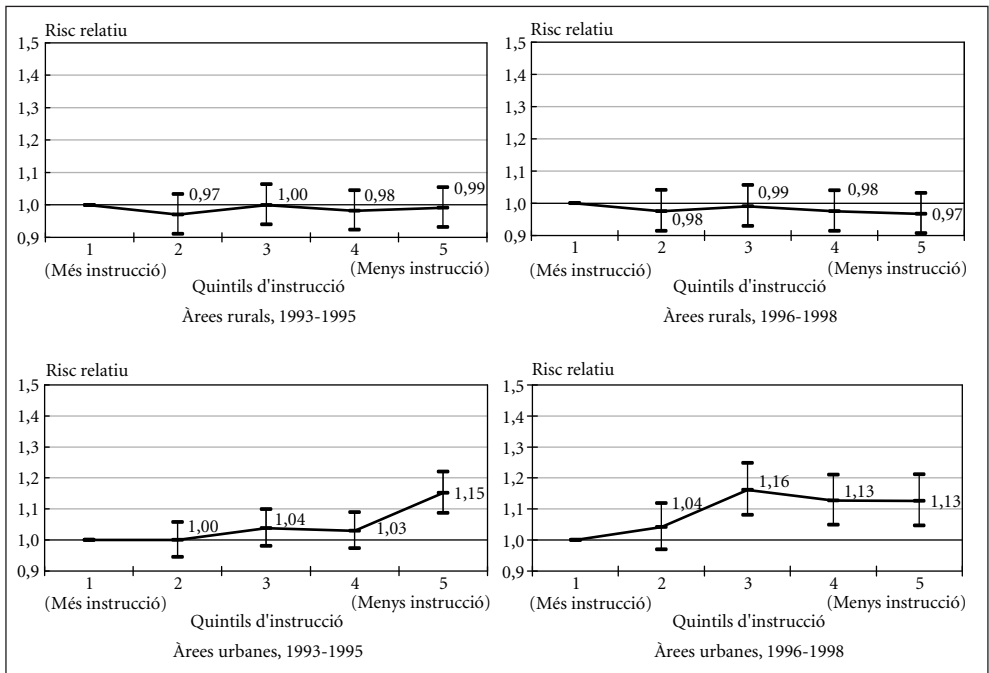 Risc relatiu
1,5
1,4
1,3
1,2
1,1
1,0
0,9
0,97
1,00
0,98
0,99
1 2 3 4 5
(Més instrucció) (Menys instrucció)
Quintils d'instrucció
Àrees rurals, 1993-1995
Risc relatiu
1,5
1,4
1,3
1,2
1,1
1,0
0,9
0,98
0,99
0,98
0,97
1 2 3 4 5
(Més instrucció) (Menys instrucció)
Quintils d'instrucció
Àrees rurals, 1996-1998
Risc relatiu
1,5
1,4
1,3
1,2
1,1
1,0
0,9
1,00
1,04
1,03
1,15
1 2 3 4 5
(Més instrucció) (Menys instrucció)
Quintils d'instrucció
Àrees urbanes, 1993-1995
Risc relatiu
1,5
1,4
1,3
1,2
1,1
1,0
0,9
1,04
1,16
1,13
1,13
1 2 3 4 5
(Més instrucció) (Menys instrucció)
Quintils d'instrucció
Àrees urbanes, 1996-1998